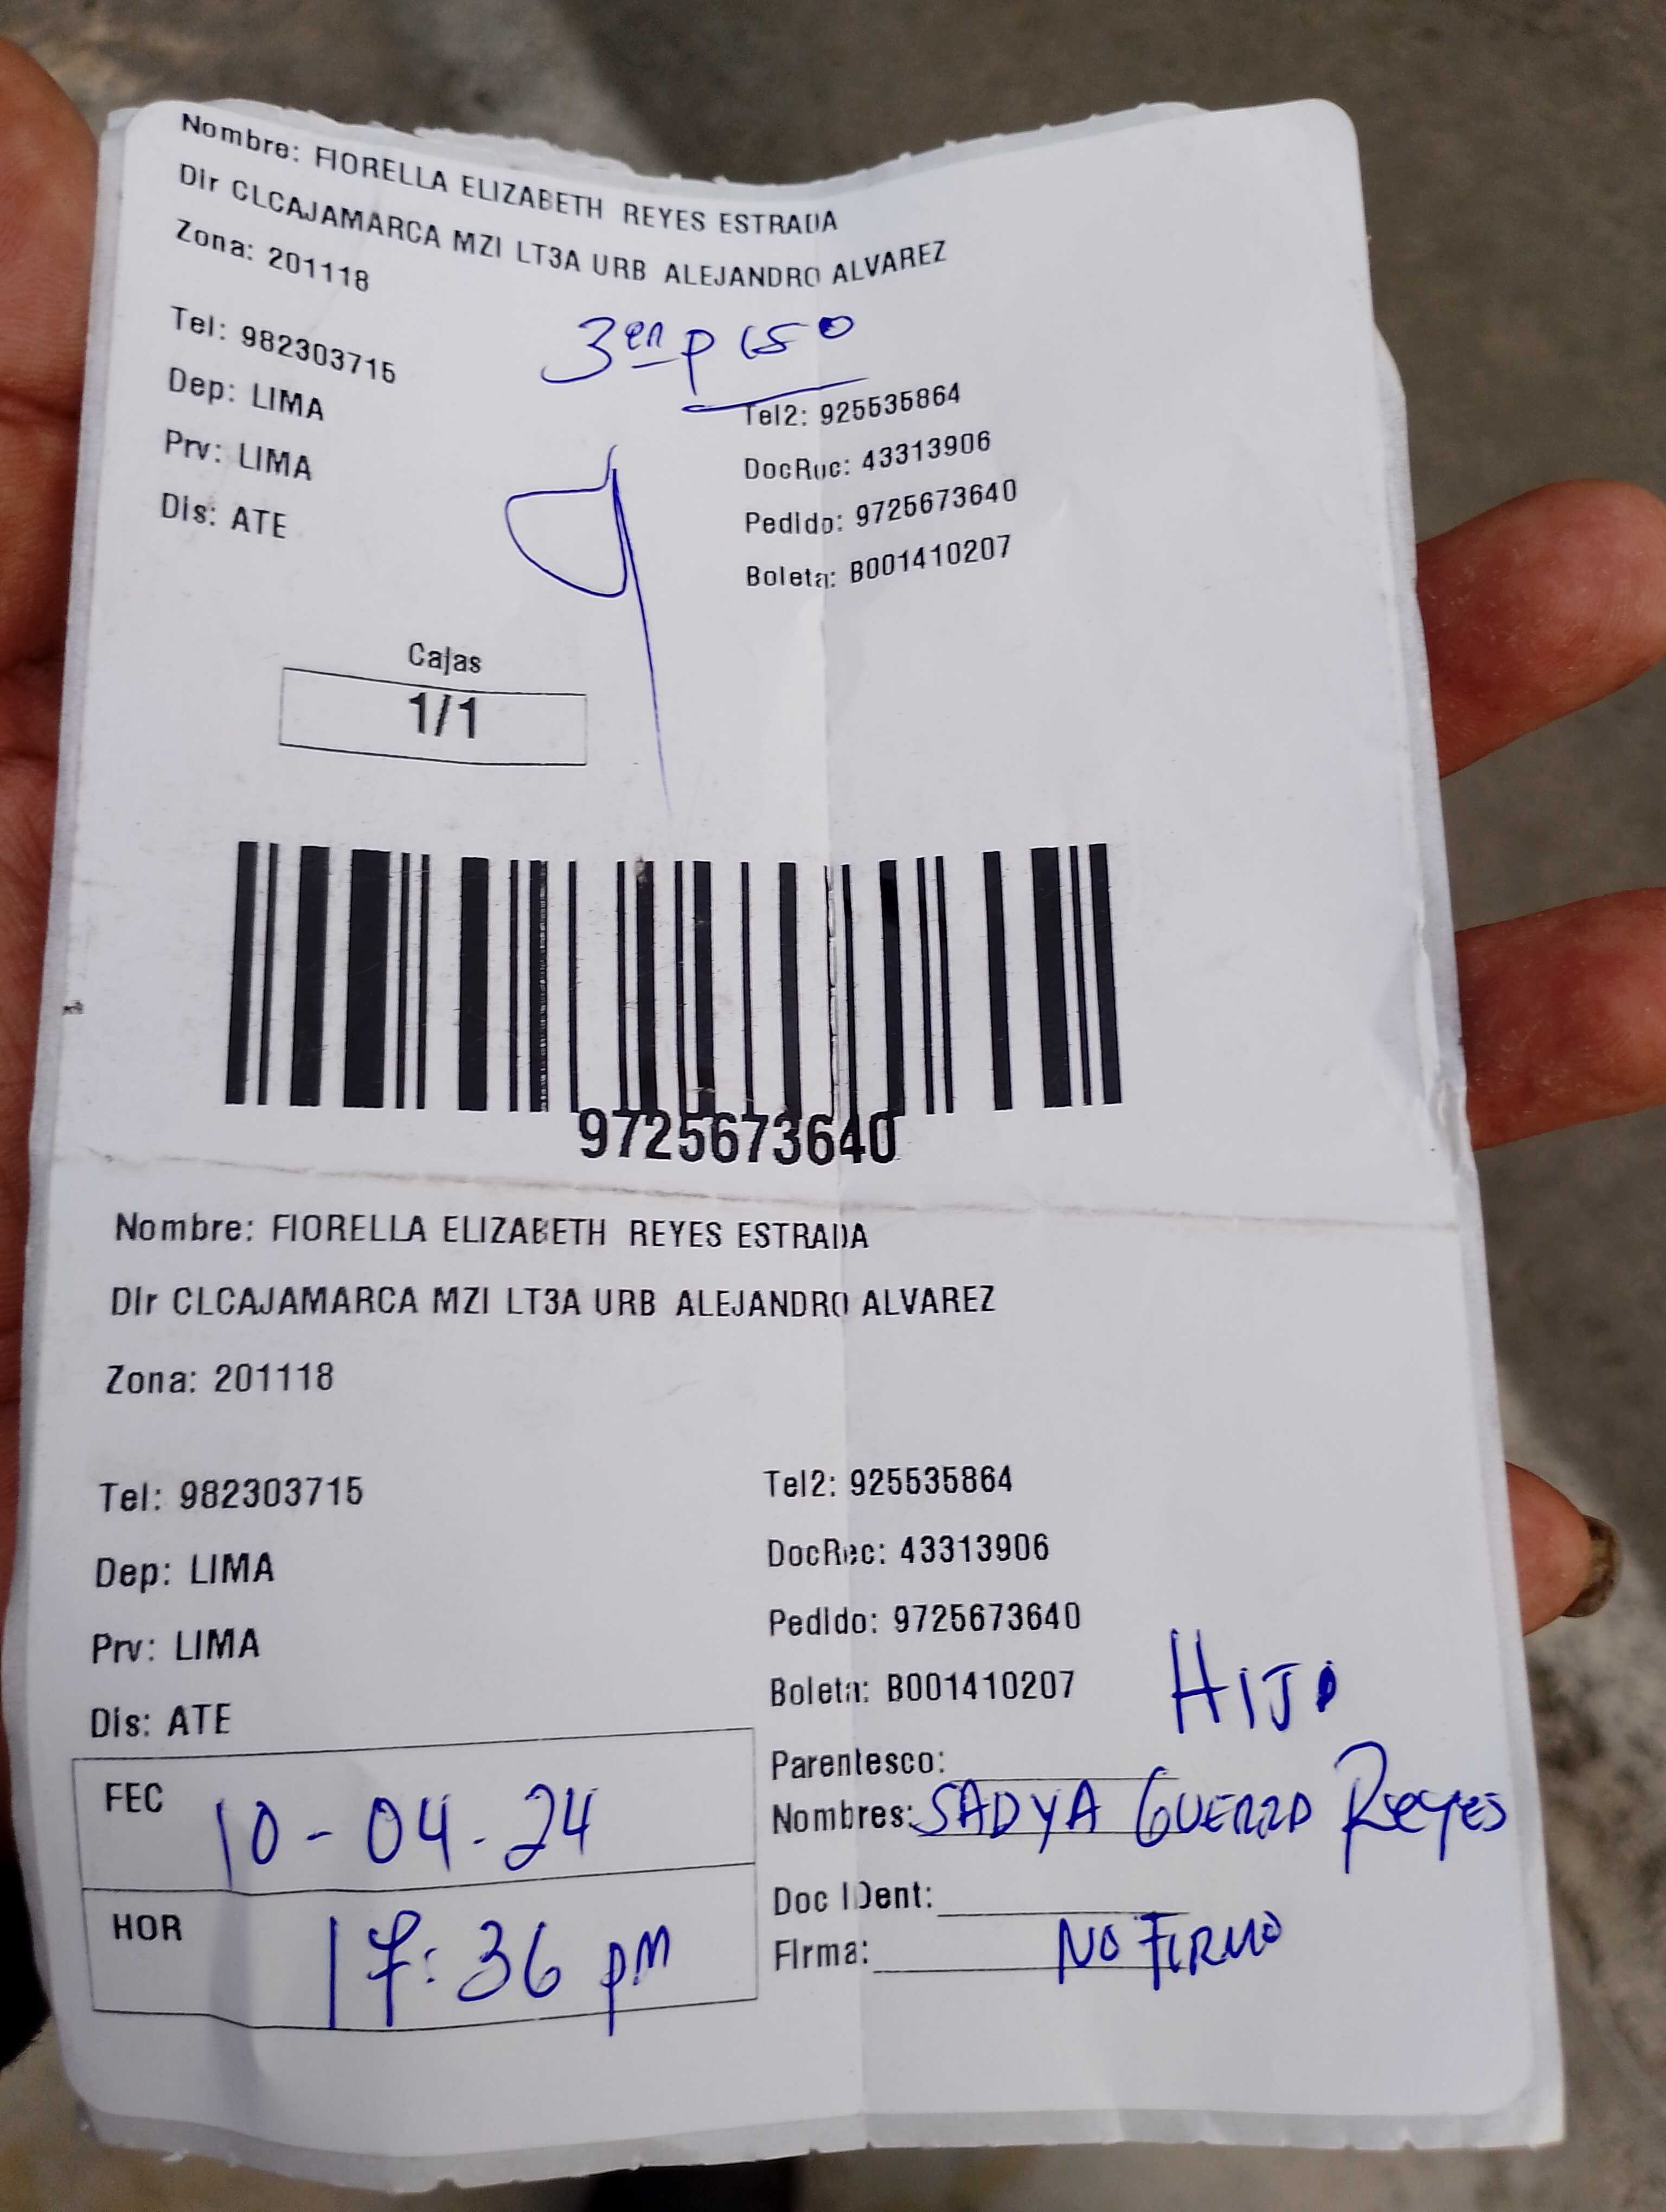 Nombre: FIORELLA ELIZABETH REYES ESTRADA
Dir CLCAJAMARCA MZI LT3A URB ALEJANDRO ALVAREZ
Zona: 201118
3er piso
Tel: 982303715 Tel2: 925535864
Dep: LIMA DocRuc: 43313906
Prv: LIMA Pedido: 9725673640
Dis: ATE Boleta: B001410207
Cajas
1/1
9725673640
Nombre: FIORELLA ELIZABETH REYES ESTRADA
Dir CLCAJAMARCA MZI LT3A URB ALEJANDRO ALVAREZ
Zona: 201118
Tel: 982303715 Tel2: 925535864
Dep: LIMA DocRec: 43313906
Prv: LIMA Pedido: 9725673640
Dis: ATE Boleta: B001410207
HIJO
Parentesco:
FEC 10-04-24 Nombres: SADYA GUERRO Reyes
Doc IDent:
HOR 17:36 pm Firma: NO FIRMO